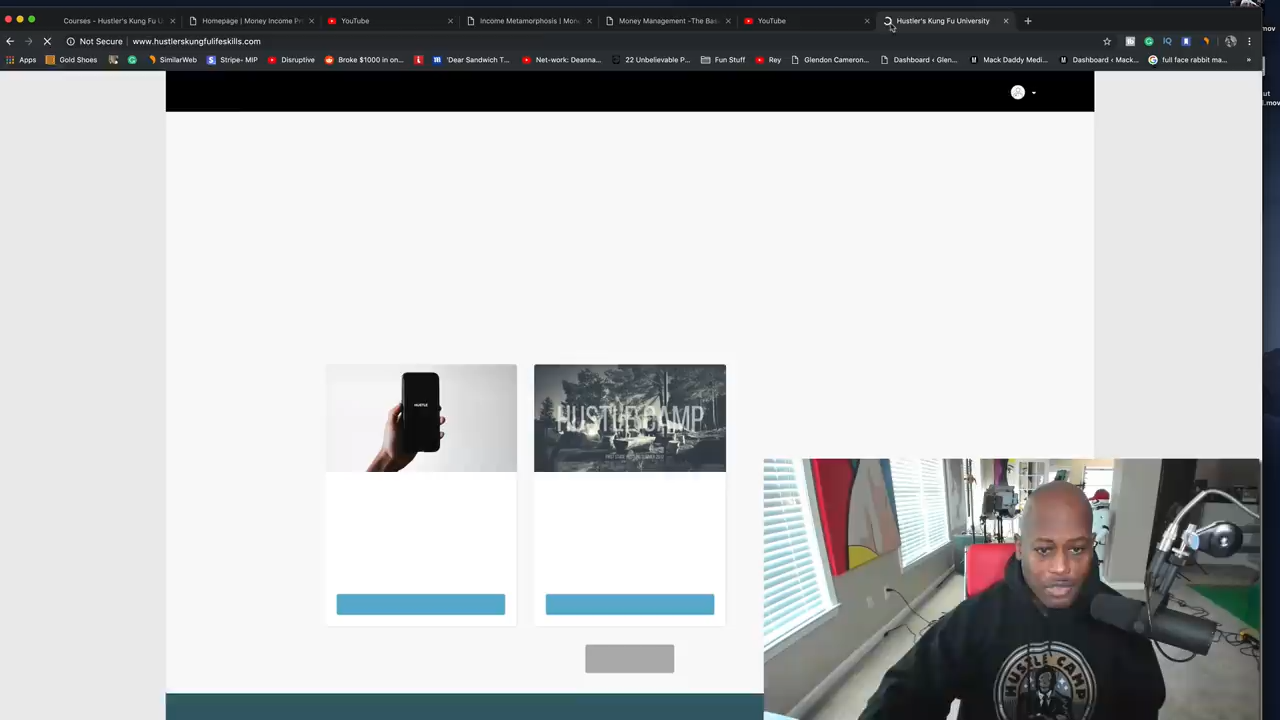 Courses - Hustler's Kung Fu U
Homepage | Money Income Pr
YouTube
Income Metamorphosis | Mon
Money Management -The Bas
YouTube
Hustler's Kung Fu University
Not Secure
www.hustlerskungfulifeskills.com
Apps
Gold Shoes
SimilarWeb
Stripe- MIP
Disruptive
Broke $1000 in on...
'Dear Sandwich T...
Net-work: Deanna...
22 Unbelievable P...
Fun Stuff
Rey
Glendon Cameron...
Dashboard ‹ Glen...
Mack Daddy Medi...
Dashboard ‹ Mack...
full face rabbit ma...
»
.mov
HUSTLE
HUSTLE CAMP
HUSTLE CAMP